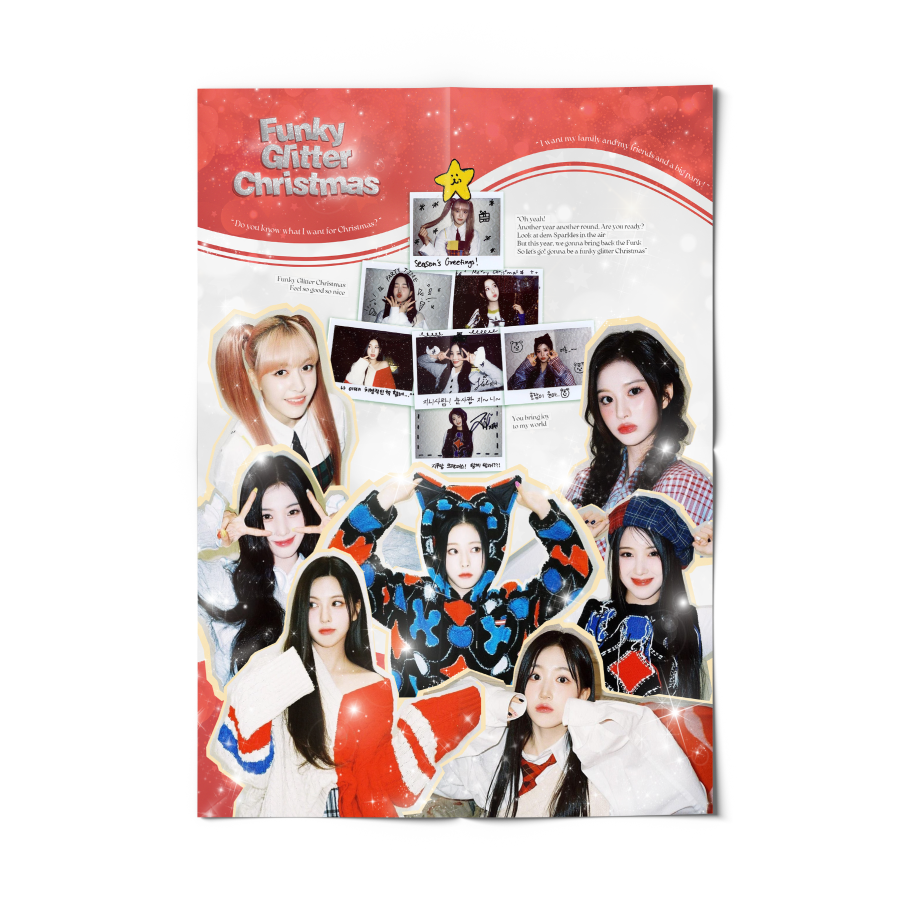 Funky
Glitter
Christmas
"I want my family and my friends and a big party!"
"Do you know what I want for Christmas?"
"Oh yeah!
Another year another round. Are you ready?
Look at dem Sparkles in the air
But this year, we gonna bring back the Funk
So let's go! gonna be a funky glitter Christmas"
Season's Greetings!
Funky Glitter Christmas
Feel so good so nice
PARTY TIME
You bring joy
to my world